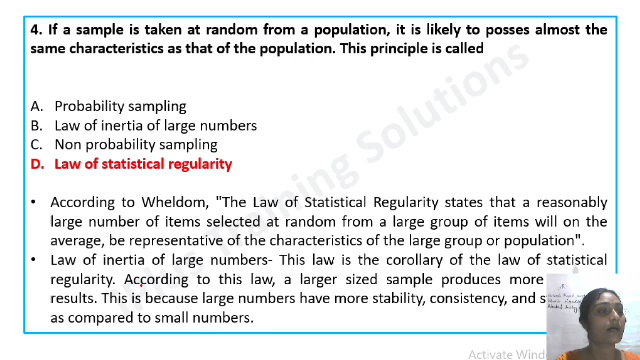 4. If a sample is taken at random from a population, it is likely to posses almost the
same characteristics as that of the population. This principle is called
A. Probability sampling
B. Law of inertia of large numbers
C. Non probability sampling
D. Law of statistical regularity
• According to Wheldom, "The Law of Statistical Regularity states that a reasonably
large number of items selected at random from a large group of items will on the
average, be representative of the characteristics of the large group or population".
• Law of inertia of large numbers- This law is the corollary of the law of statistical
regularity. According to this law, a larger sized sample produces more
results. This is because large numbers have more stability, consistency, and
as compared to small numbers.
Solutions
Activate Wind